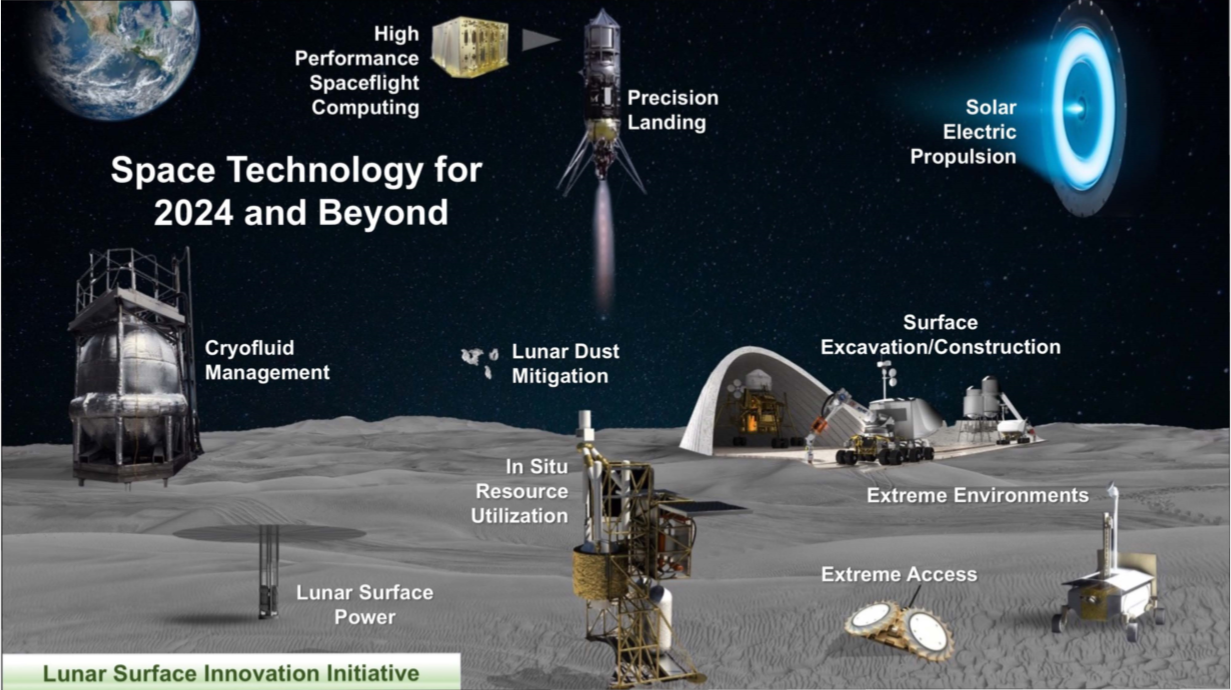 High
Performance
Spaceflight
Computing
Precision
Landing
Solar
Electric
Propulsion
Space Technology for
2024 and Beyond
Cryofluid
Management
Lunar Dust
Mitigation
Surface
Excavation/Construction
In Situ
Resource
Utilization
Extreme Environments
Extreme Access
Lunar Surface
Power
Lunar Surface Innovation Initiative